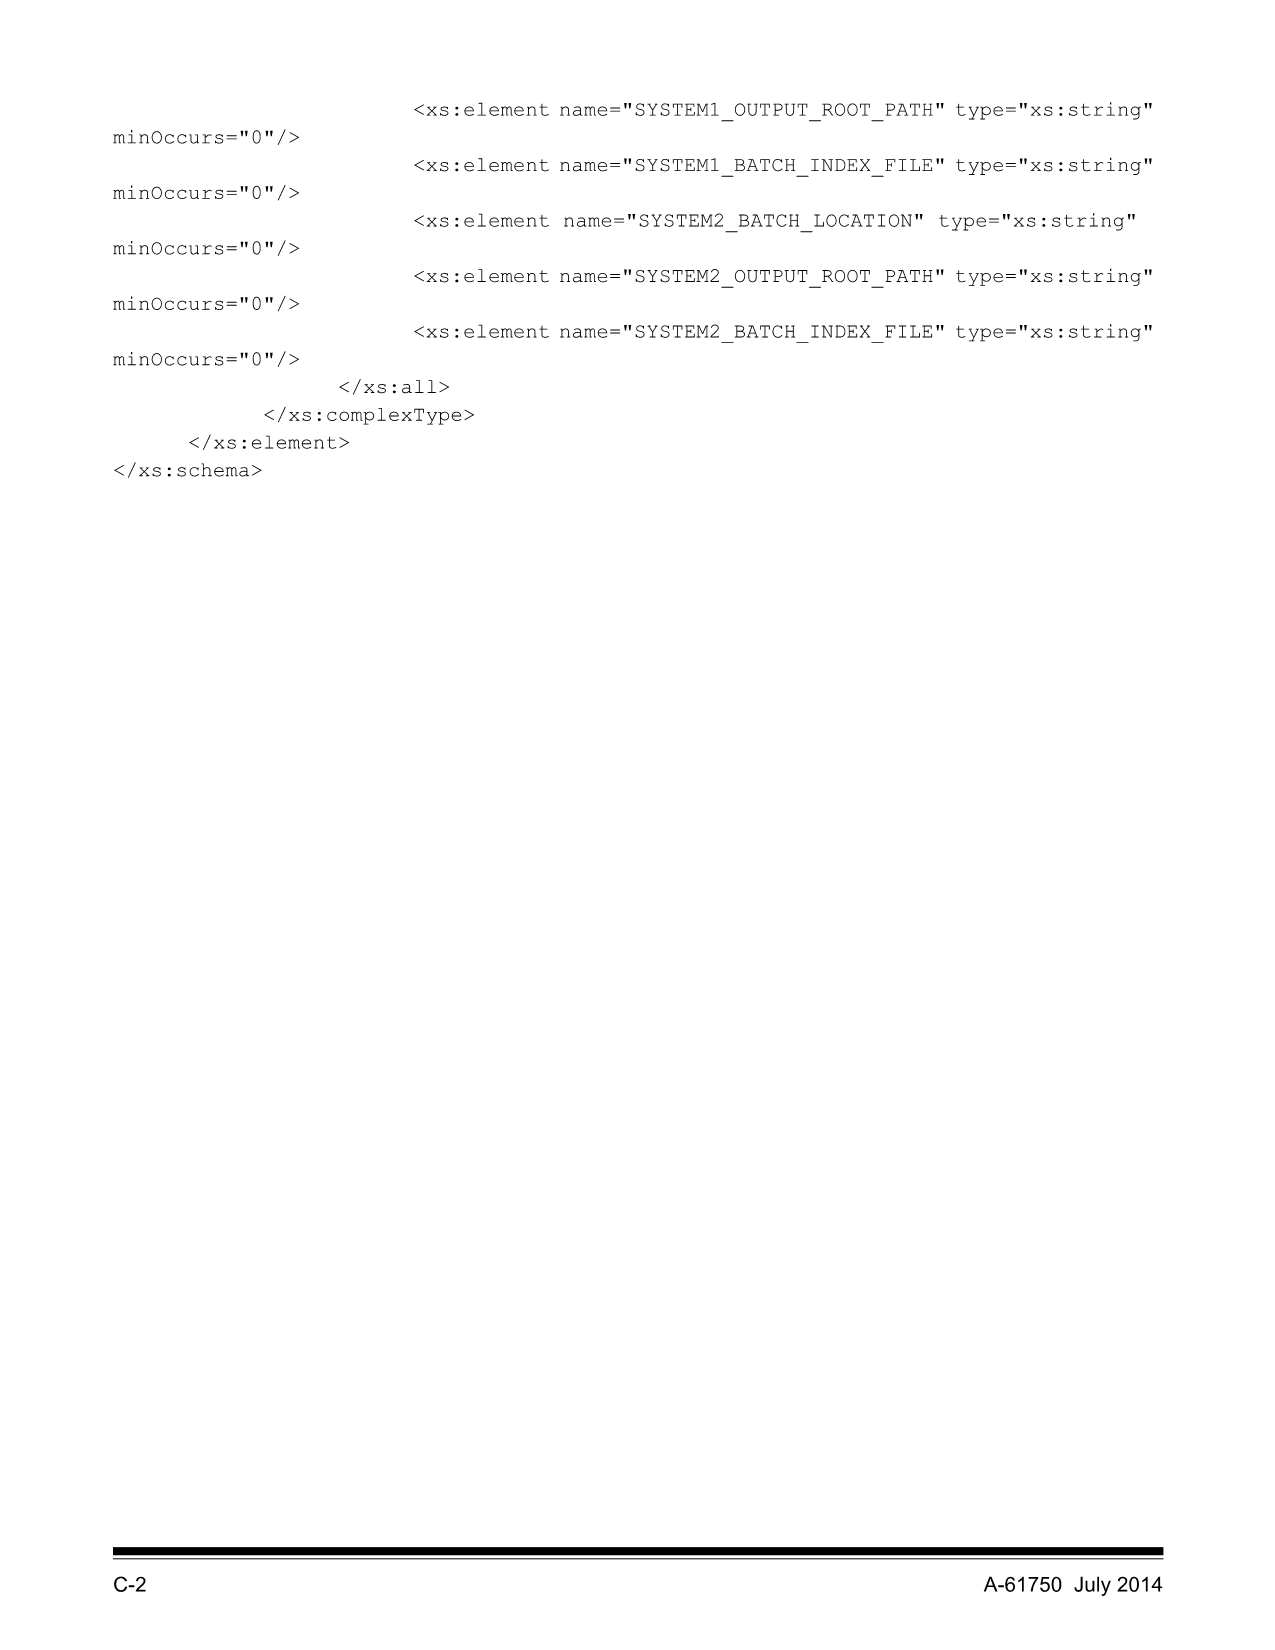 <xs:element name="SYSTEM1_OUTPUT_ROOT_PATH" type="xs:string"
minOccurs="0"/>
<xs:element name="SYSTEM1_BATCH_INDEX_FILE" type="xs:string"
minOccurs="0"/>
<xs:element name="SYSTEM2_BATCH_LOCATION" type="xs:string"
minOccurs="0"/>
<xs:element name="SYSTEM2_OUTPUT_ROOT_PATH" type="xs:string"
minOccurs="0"/>
<xs:element name="SYSTEM2_BATCH_INDEX_FILE" type="xs:string"
minOccurs="0"/>
</xs:all>
</xs:complexType>
</xs:element>
</xs:schema>
C-2 A-61750 July 2014